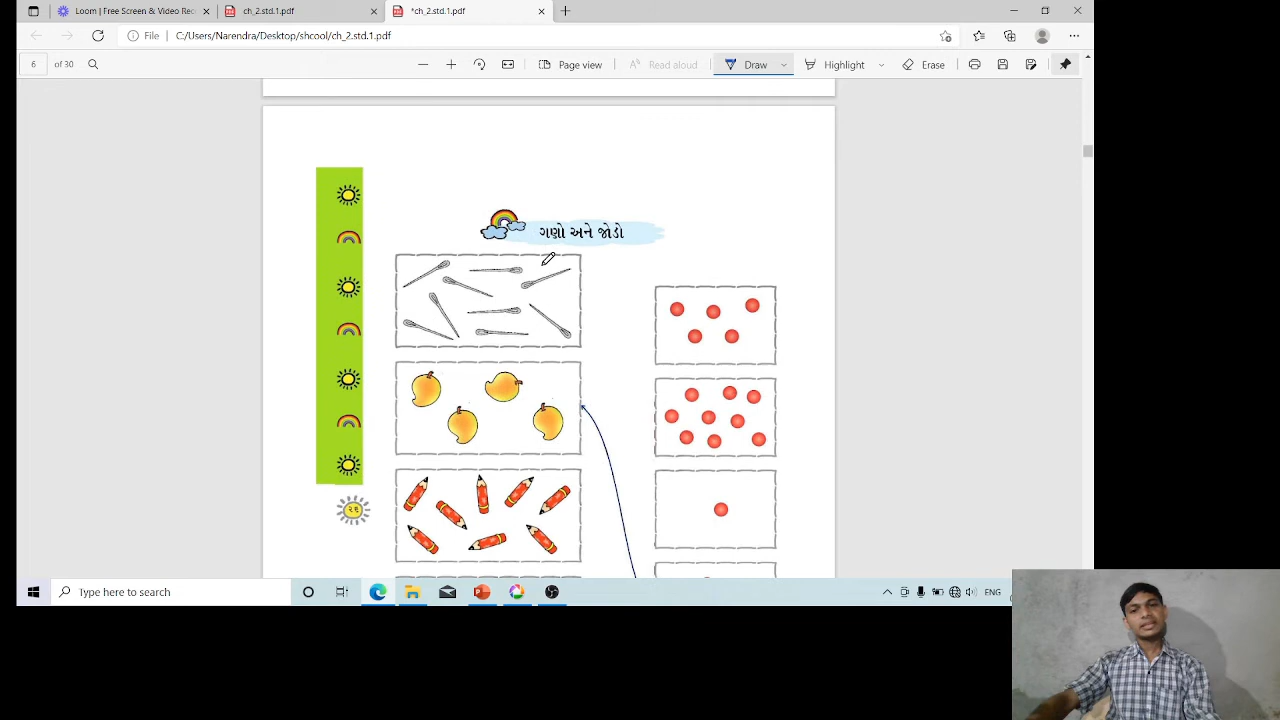 Loom | Free Screen & Video Rec
ch_2.std.1.pdf
*ch_2.std.1.pdf
File
C:/Users/Narendra/Desktop/shcool/ch_2.std.1.pdf
6 of 30
Page view
Read aloud
Draw
Highlight
Erase
ગણો અને જોડો
૨૬
Type here to search
ENG